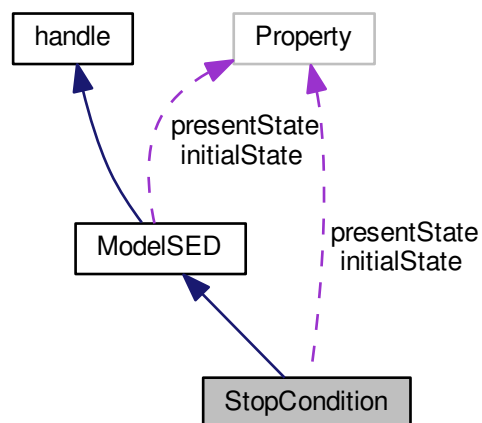 handle
Property
presentState
initialState
ModelSED
presentState
initialState
StopCondition